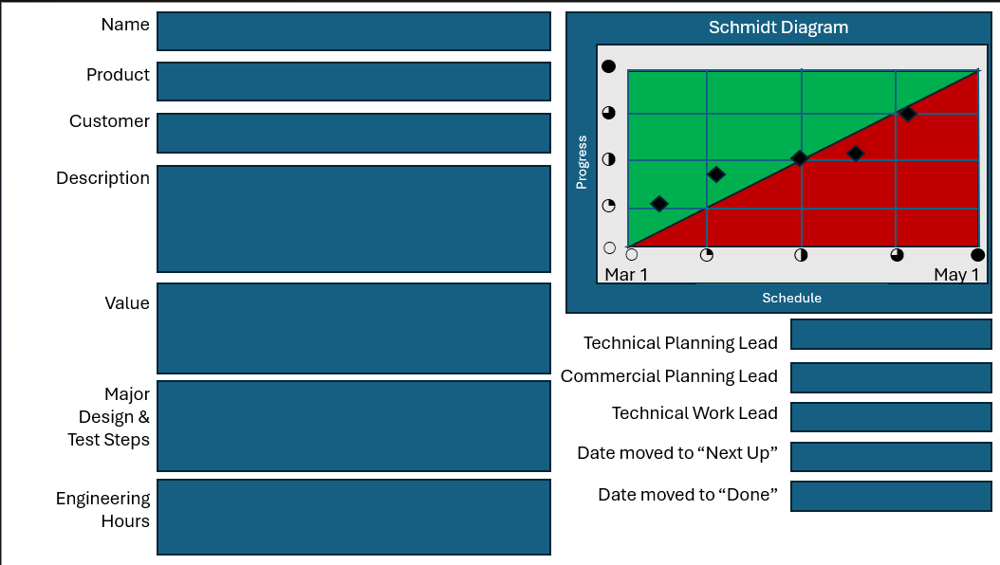 Name
Product
Customer
Description
Value
Major
Design &
Test Steps
Engineering
Hours
Schmidt Diagram
Progress
Mar 1
May 1
Schedule
Technical Planning Lead
Commercial Planning Lead
Technical Work Lead
Date moved to “Next Up”
Date moved to “Done”